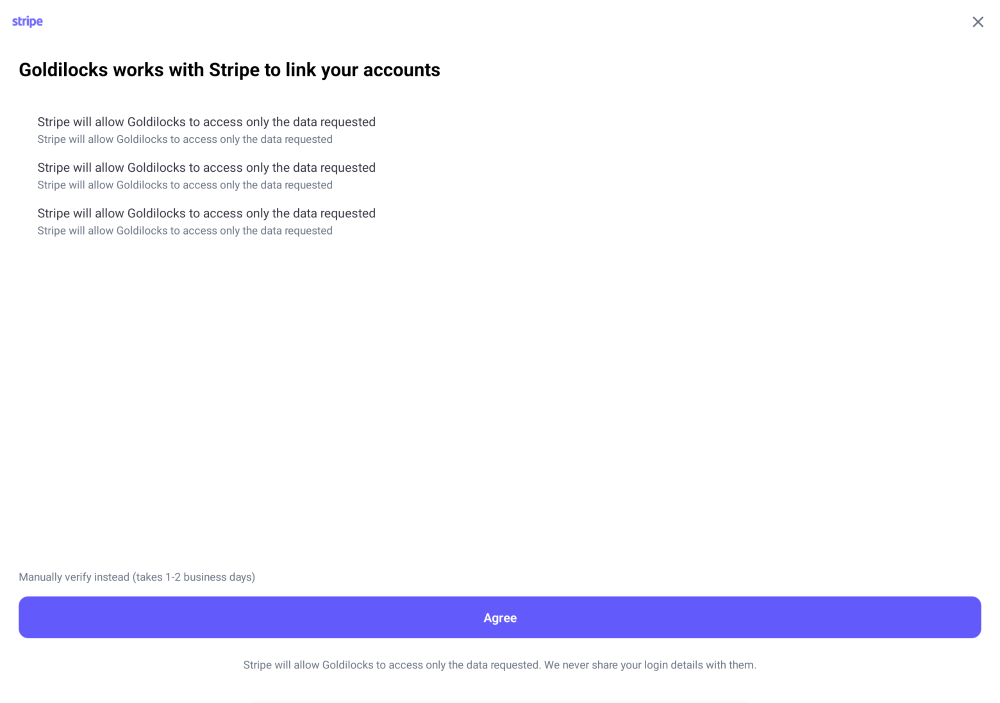 stripe
Goldilocks works with Stripe to link your accounts
Stripe will allow Goldilocks to access only the data requested
Stripe will allow Goldilocks to access only the data requested
Stripe will allow Goldilocks to access only the data requested
Stripe will allow Goldilocks to access only the data requested
Stripe will allow Goldilocks to access only the data requested
Stripe will allow Goldilocks to access only the data requested
Manually verify instead (takes 1-2 business days)
Agree
Stripe will allow Goldilocks to access only the data requested. We never share your login details with them.